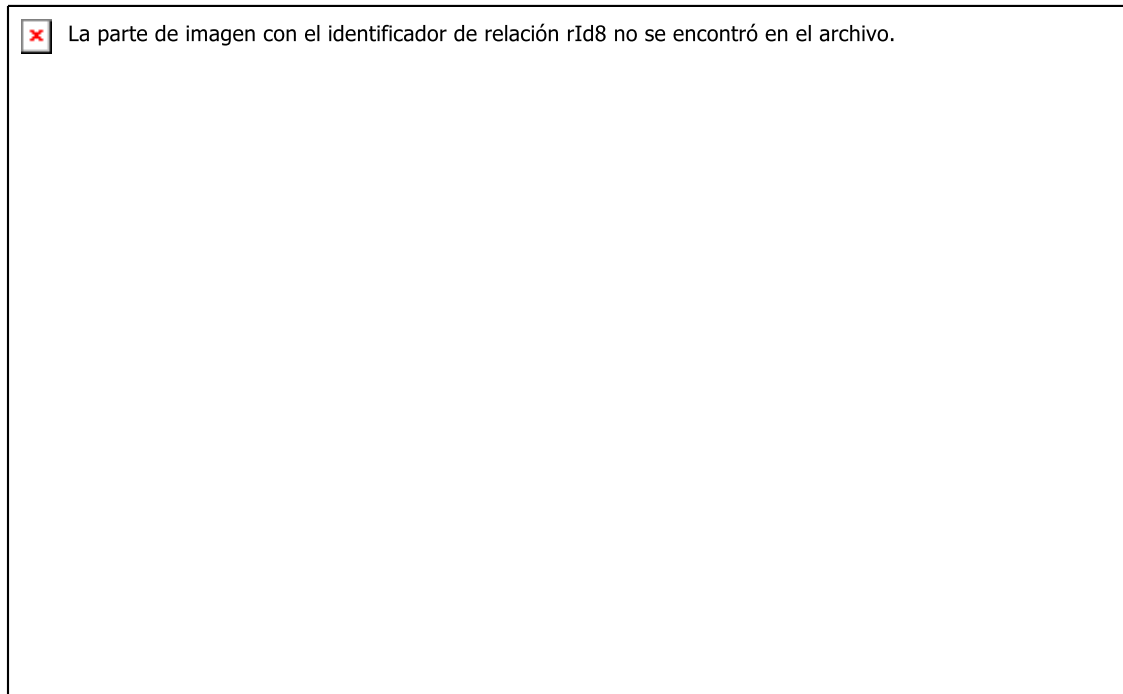 La parte de imagen con el identificador de relación rId8 no se encontró en el archivo.